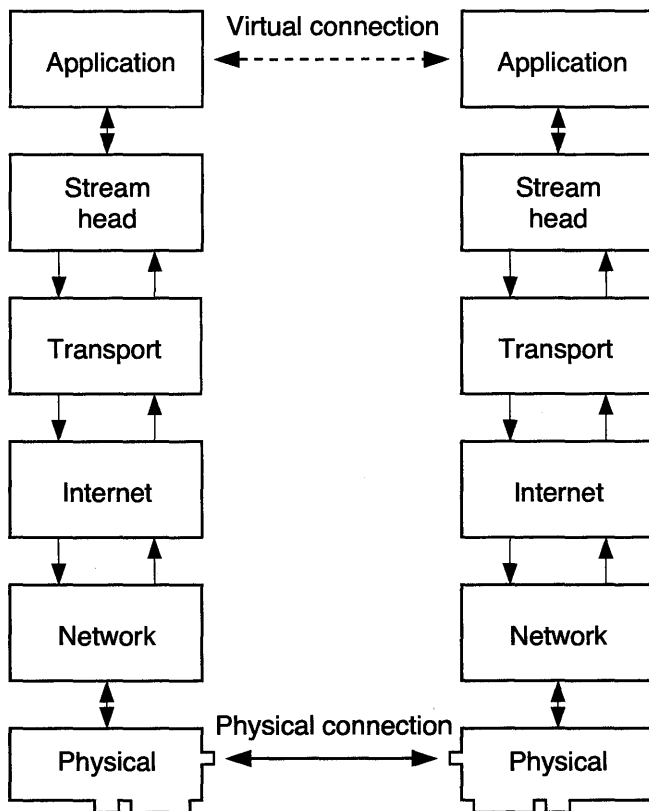 Virtual connection
Application
Application
Stream
head
Stream
head
Transport
Transport
Internet
Internet
Network
Network
Physical connection
Physical
Physical